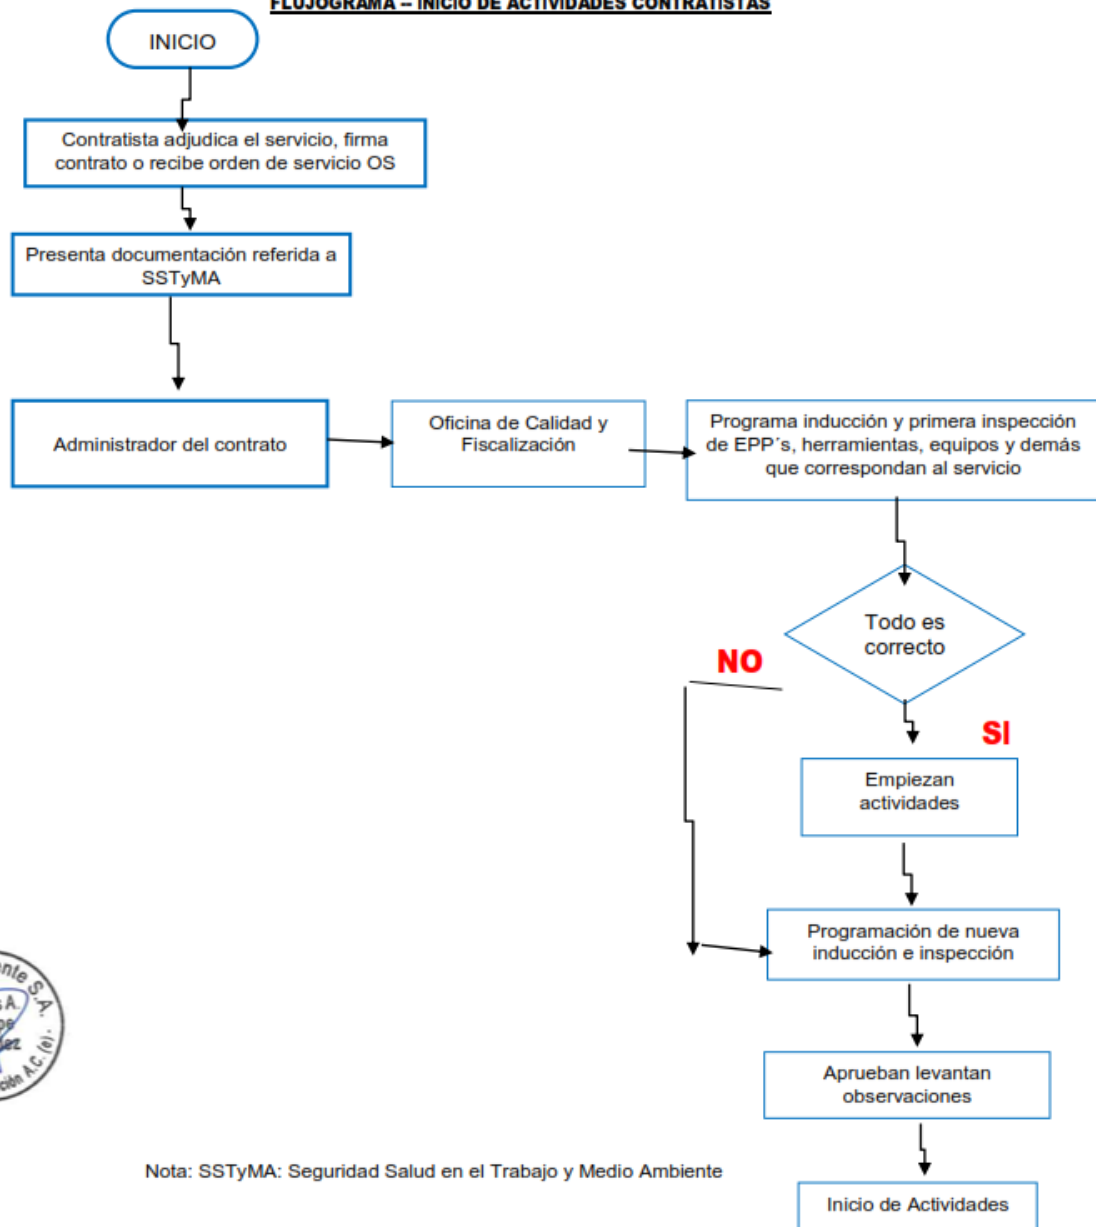 FLUJOGRAMA – INICIO DE ACTIVIDADES CONTRATISTAS
INICIO
Contratista adjudica el servicio, firma
contrato o recibe orden de servicio OS
Presenta documentación referida a
SSTyMA
Administrador del contrato
Oficina de Calidad y
Fiscalización
Programa inducción y primera inspección
de EPP´s, herramientas, equipos y demás
que correspondan al servicio
Todo es
correcto
NO
SI
Empiezan
actividades
Programación de nueva
inducción e inspección
Aprueban levantan
observaciones
S.A.
A.C. (e).
Nota: SSTyMA: Seguridad Salud en el Trabajo y Medio Ambiente
Inicio de Actividades